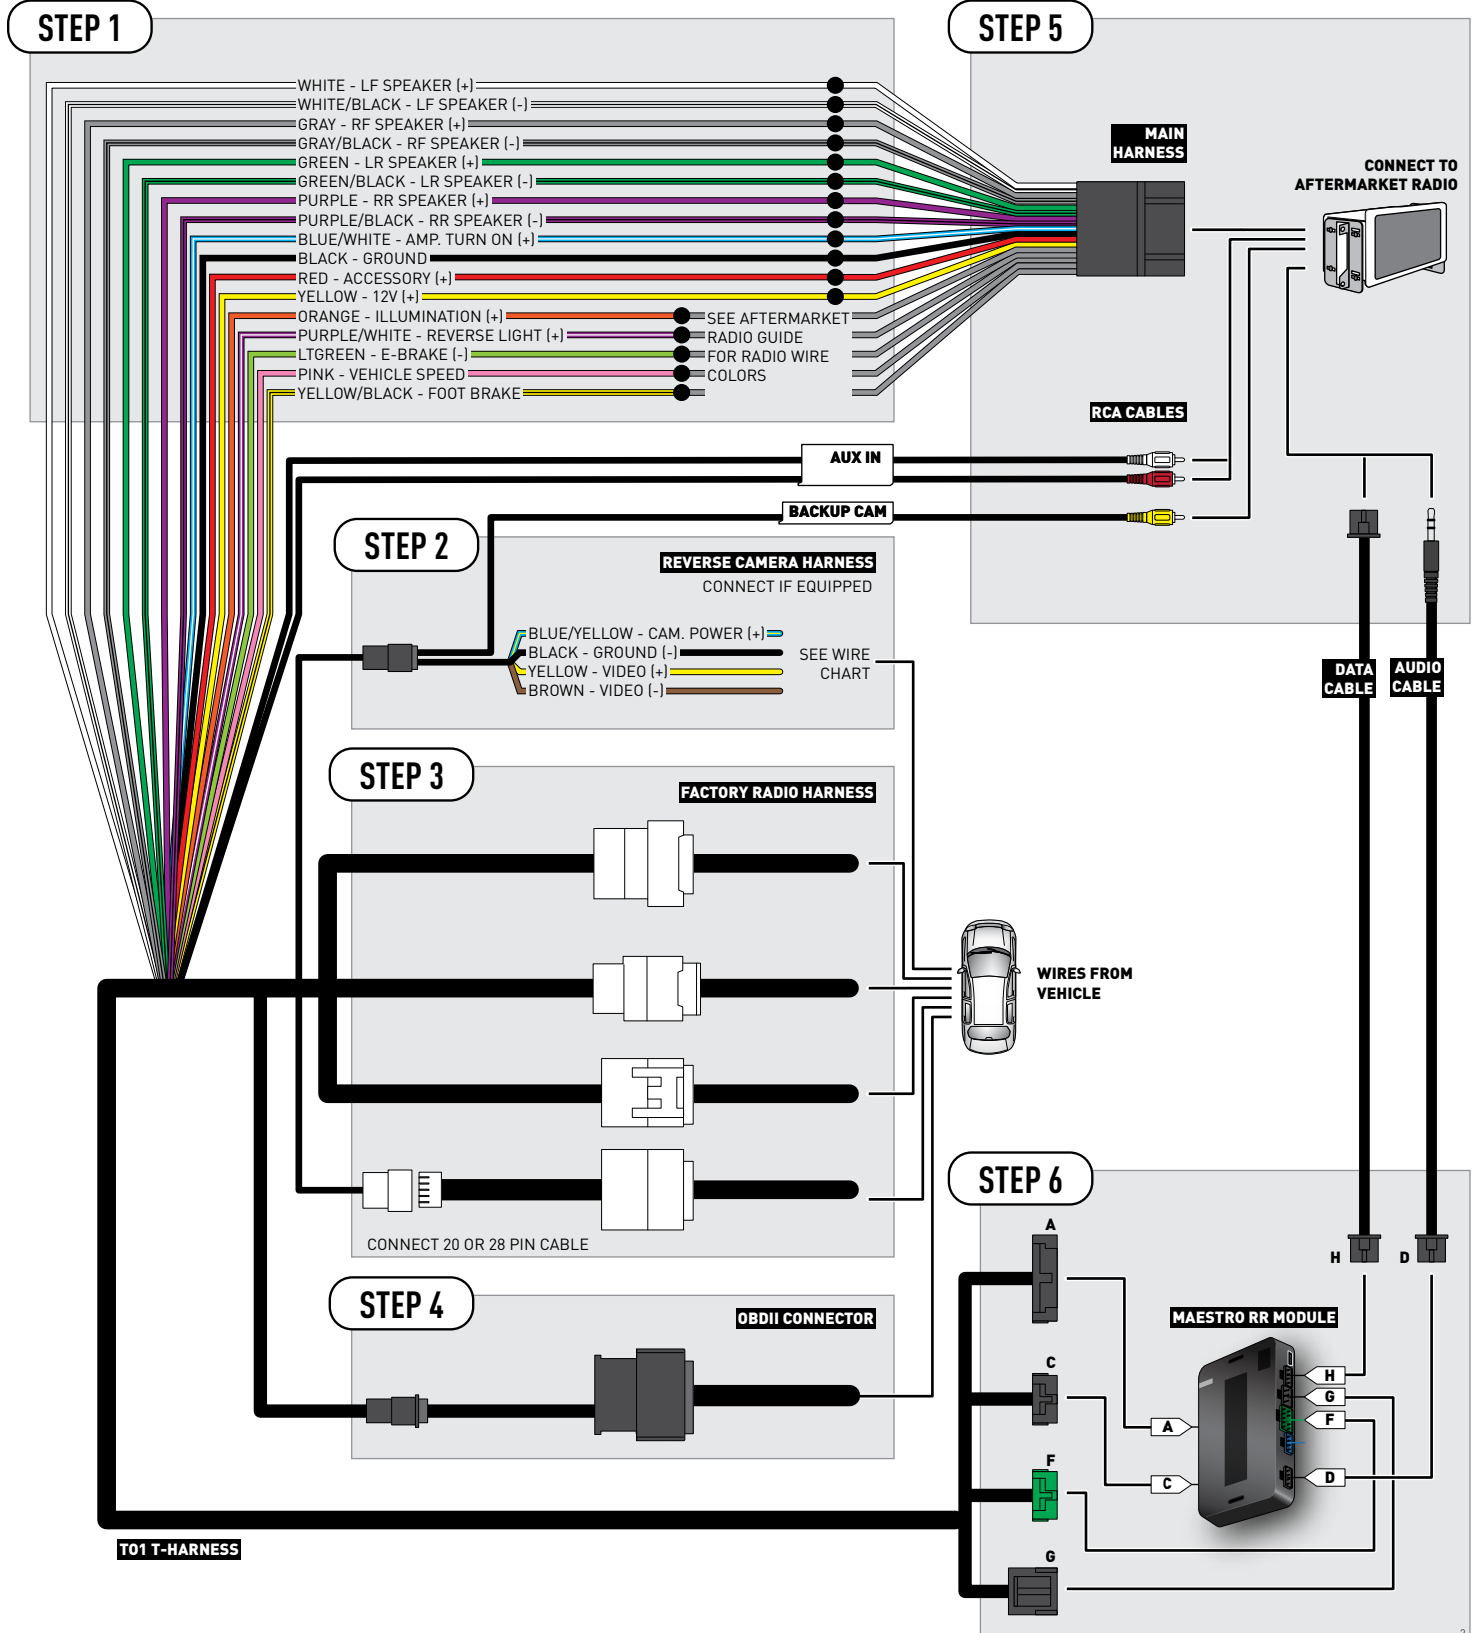 STEP 1
WHITE - LF SPEAKER (+)
WHITE/BLACK - LF SPEAKER (-)
GRAY - RF SPEAKER (+)
GRAY/BLACK - RF SPEAKER (-)
GREEN - LR SPEAKER (+)
GREEN/BLACK - LR SPEAKER (-)
PURPLE - RR SPEAKER (+)
PURPLE/BLACK - RR SPEAKER (-)
BLUE/WHITE - AMP. TURN ON (+)
BLACK - GROUND
RED - ACCESSORY (+)
YELLOW - 12V (+)
ORANGE - ILLUMINATION (+)
PURPLE/WHITE - REVERSE LIGHT (+)
LTGREEN - E-BRAKE (-)
PINK - VEHICLE SPEED
YELLOW/BLACK - FOOT BRAKE
SEE AFTERMARKET
RADIO GUIDE
FOR RADIO WIRE
COLORS
STEP 5
MAIN
HARNESS
CONNECT TO
AFTERMARKET RADIO
RCA CABLES
AUX IN
BACKUP CAM
DATA
CABLE
AUDIO
CABLE
STEP 2
REVERSE CAMERA HARNESS
CONNECT IF EQUIPPED
BLUE/YELLOW - CAM. POWER (+)
BLACK - GROUND (-)
YELLOW - VIDEO (+)
BROWN - VIDEO (-)
SEE WIRE
CHART
STEP 3
FACTORY RADIO HARNESS
CONNECT 20 OR 28 PIN CABLE
WIRES FROM
VEHICLE
STEP 4
OBDII CONNECTOR
T01 T-HARNESS
STEP 6
A
C
F
G
H
D
MAESTRO RR MODULE
H
G
F
D
A
C